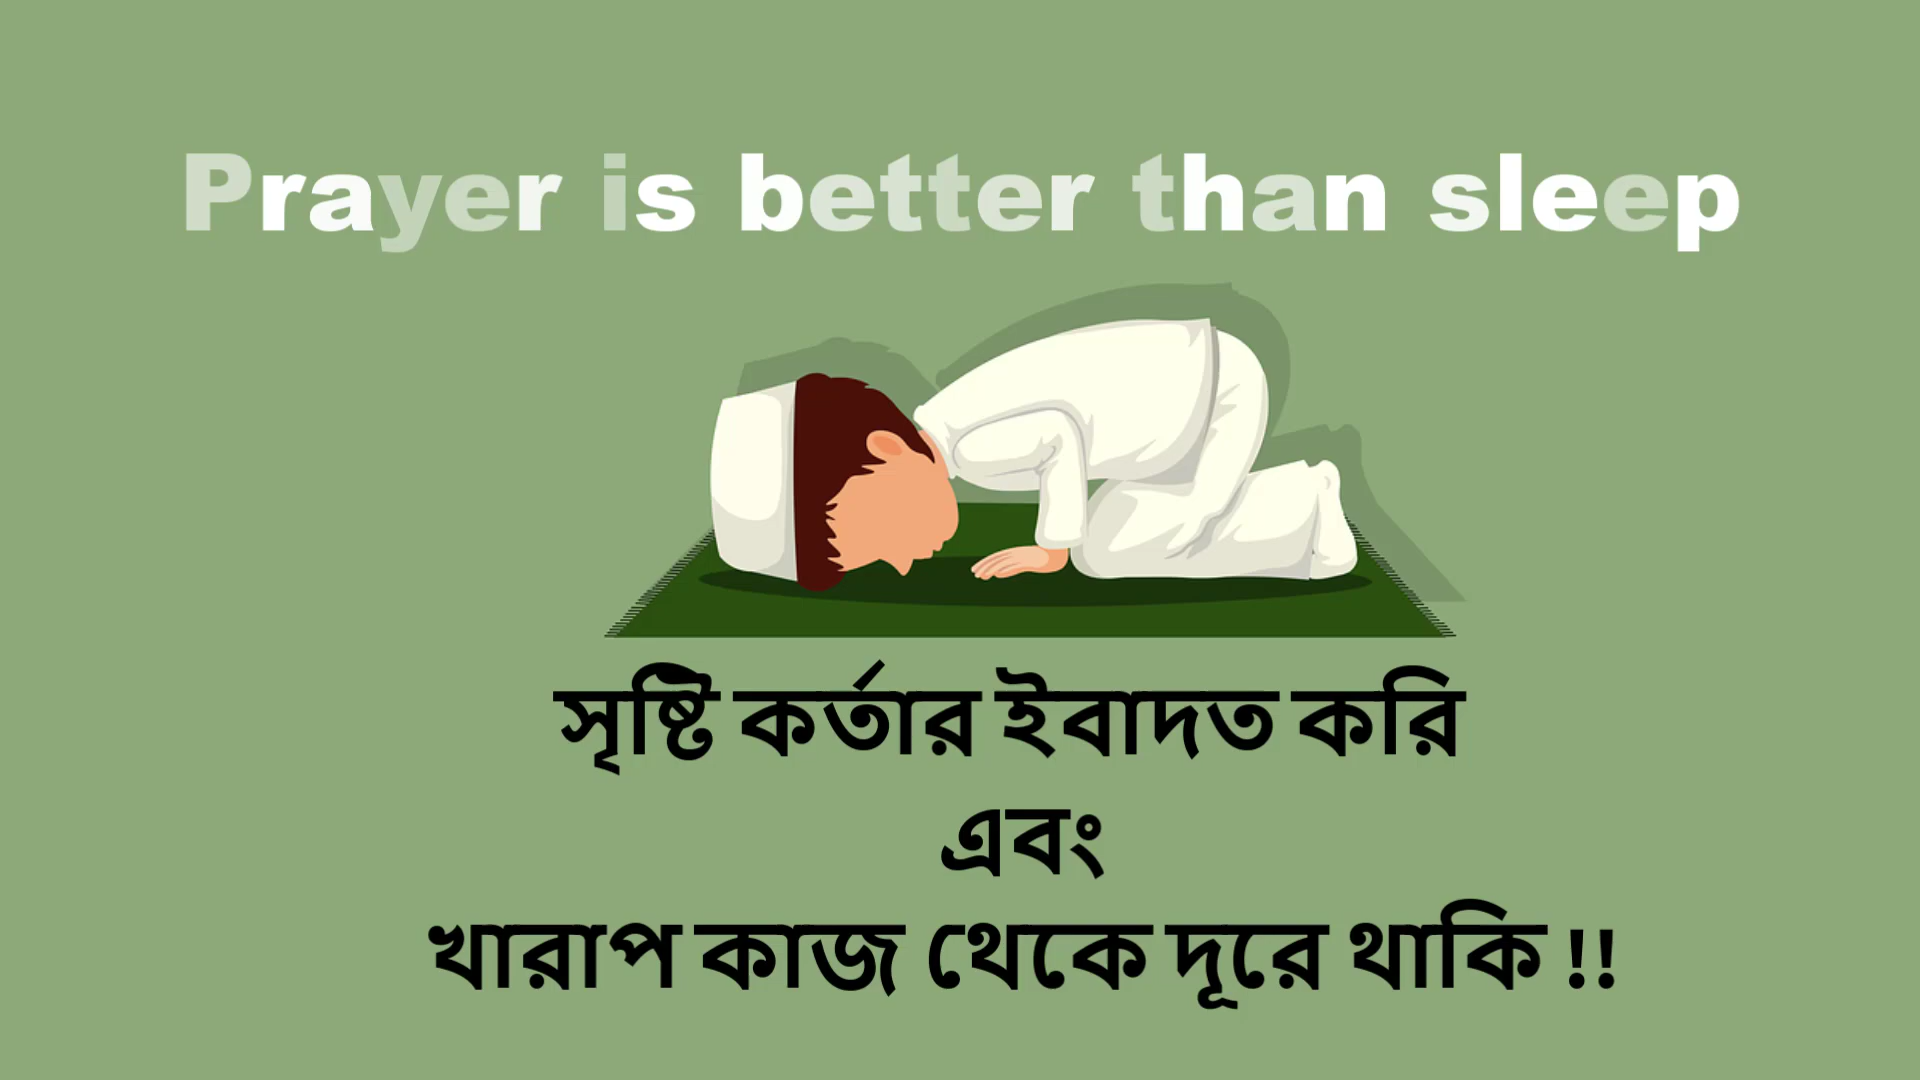 Prayer is better than sleep
সৃষ্টি কর্তার ইবাদত করি
এবং
খারাপ কাজ থেকে দূরে থাকি !!